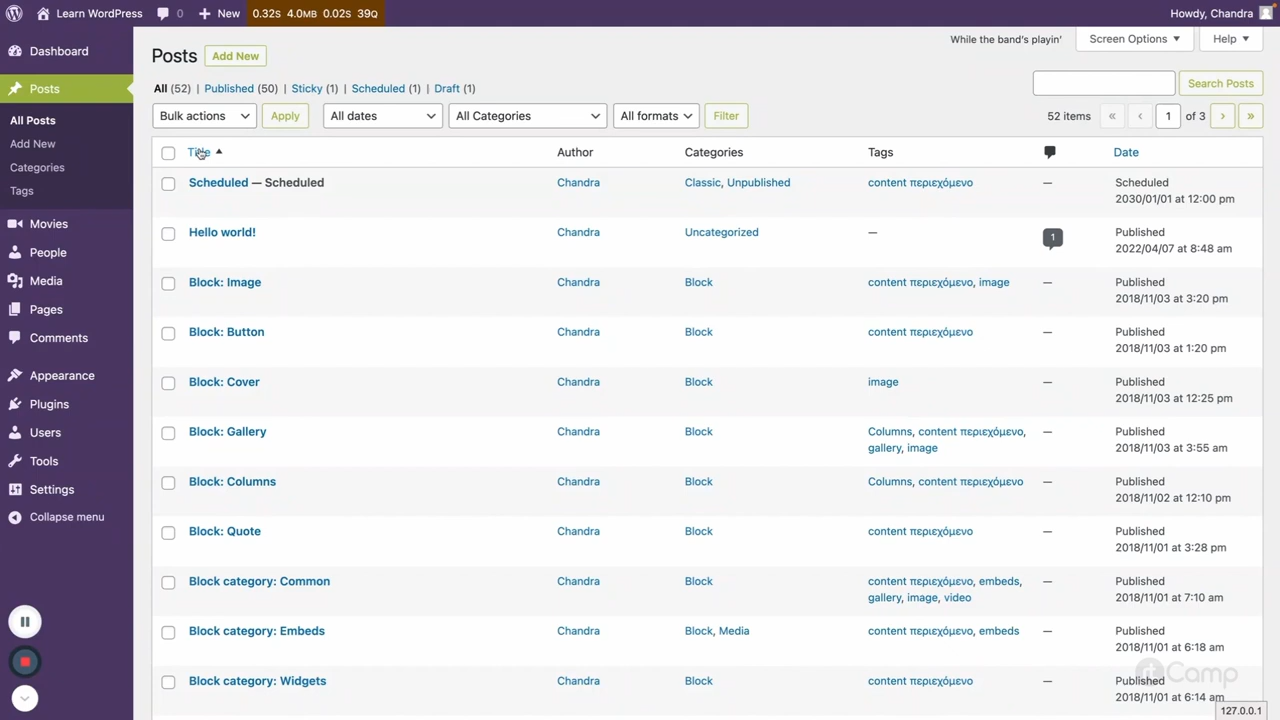 Learn WordPress 0 New 0.32S 4.0MB 0.02S 39Q Howdy, Chandra
Dashboard
Posts
All Posts
Add New
Categories
Tags
Movies
People
Media
Pages
Comments
Appearance
Plugins
Users
Tools
Settings
Collapse menu
While the band's playin' Screen Options Help
Posts Add New
All (52) | Published (50) | Sticky (1) | Scheduled (1) | Draft (1)
Search Posts
Bulk actions Apply All dates All Categories All formats Filter 52 items « ‹ 1 of 3 › »
Title Author Categories Tags Date
Scheduled — Scheduled Chandra Classic, Unpublished content περιεχόμενο — Scheduled
2030/01/01 at 12:00 pm
Hello world! Chandra Uncategorized — 1 Published
2022/04/07 at 8:48 am
Block: Image Chandra Block content περιεχόμενο, image — Published
2018/11/03 at 3:20 pm
Block: Button Chandra Block content περιεχόμενο — Published
2018/11/03 at 1:20 pm
Block: Cover Chandra Block image — Published
2018/11/03 at 12:25 pm
Block: Gallery Chandra Block Columns, content περιεχόμενο, — Published
gallery, image 2018/11/03 at 3:55 am
Block: Columns Chandra Block Columns, content περιεχόμενο — Published
2018/11/02 at 12:10 pm
Block: Quote Chandra Block content περιεχόμενο — Published
2018/11/01 at 3:28 pm
Block category: Common Chandra Block content περιεχόμενο, embeds, — Published
gallery, image, video 2018/11/01 at 7:10 am
Block category: Embeds Chandra Block, Media content περιεχόμενο, embeds — Published
2018/11/01 at 6:18 am
Block category: Widgets Chandra Block content περιεχόμενο — Published
2018/11/01 at 6:14 am
rtCamp
127.0.0.1